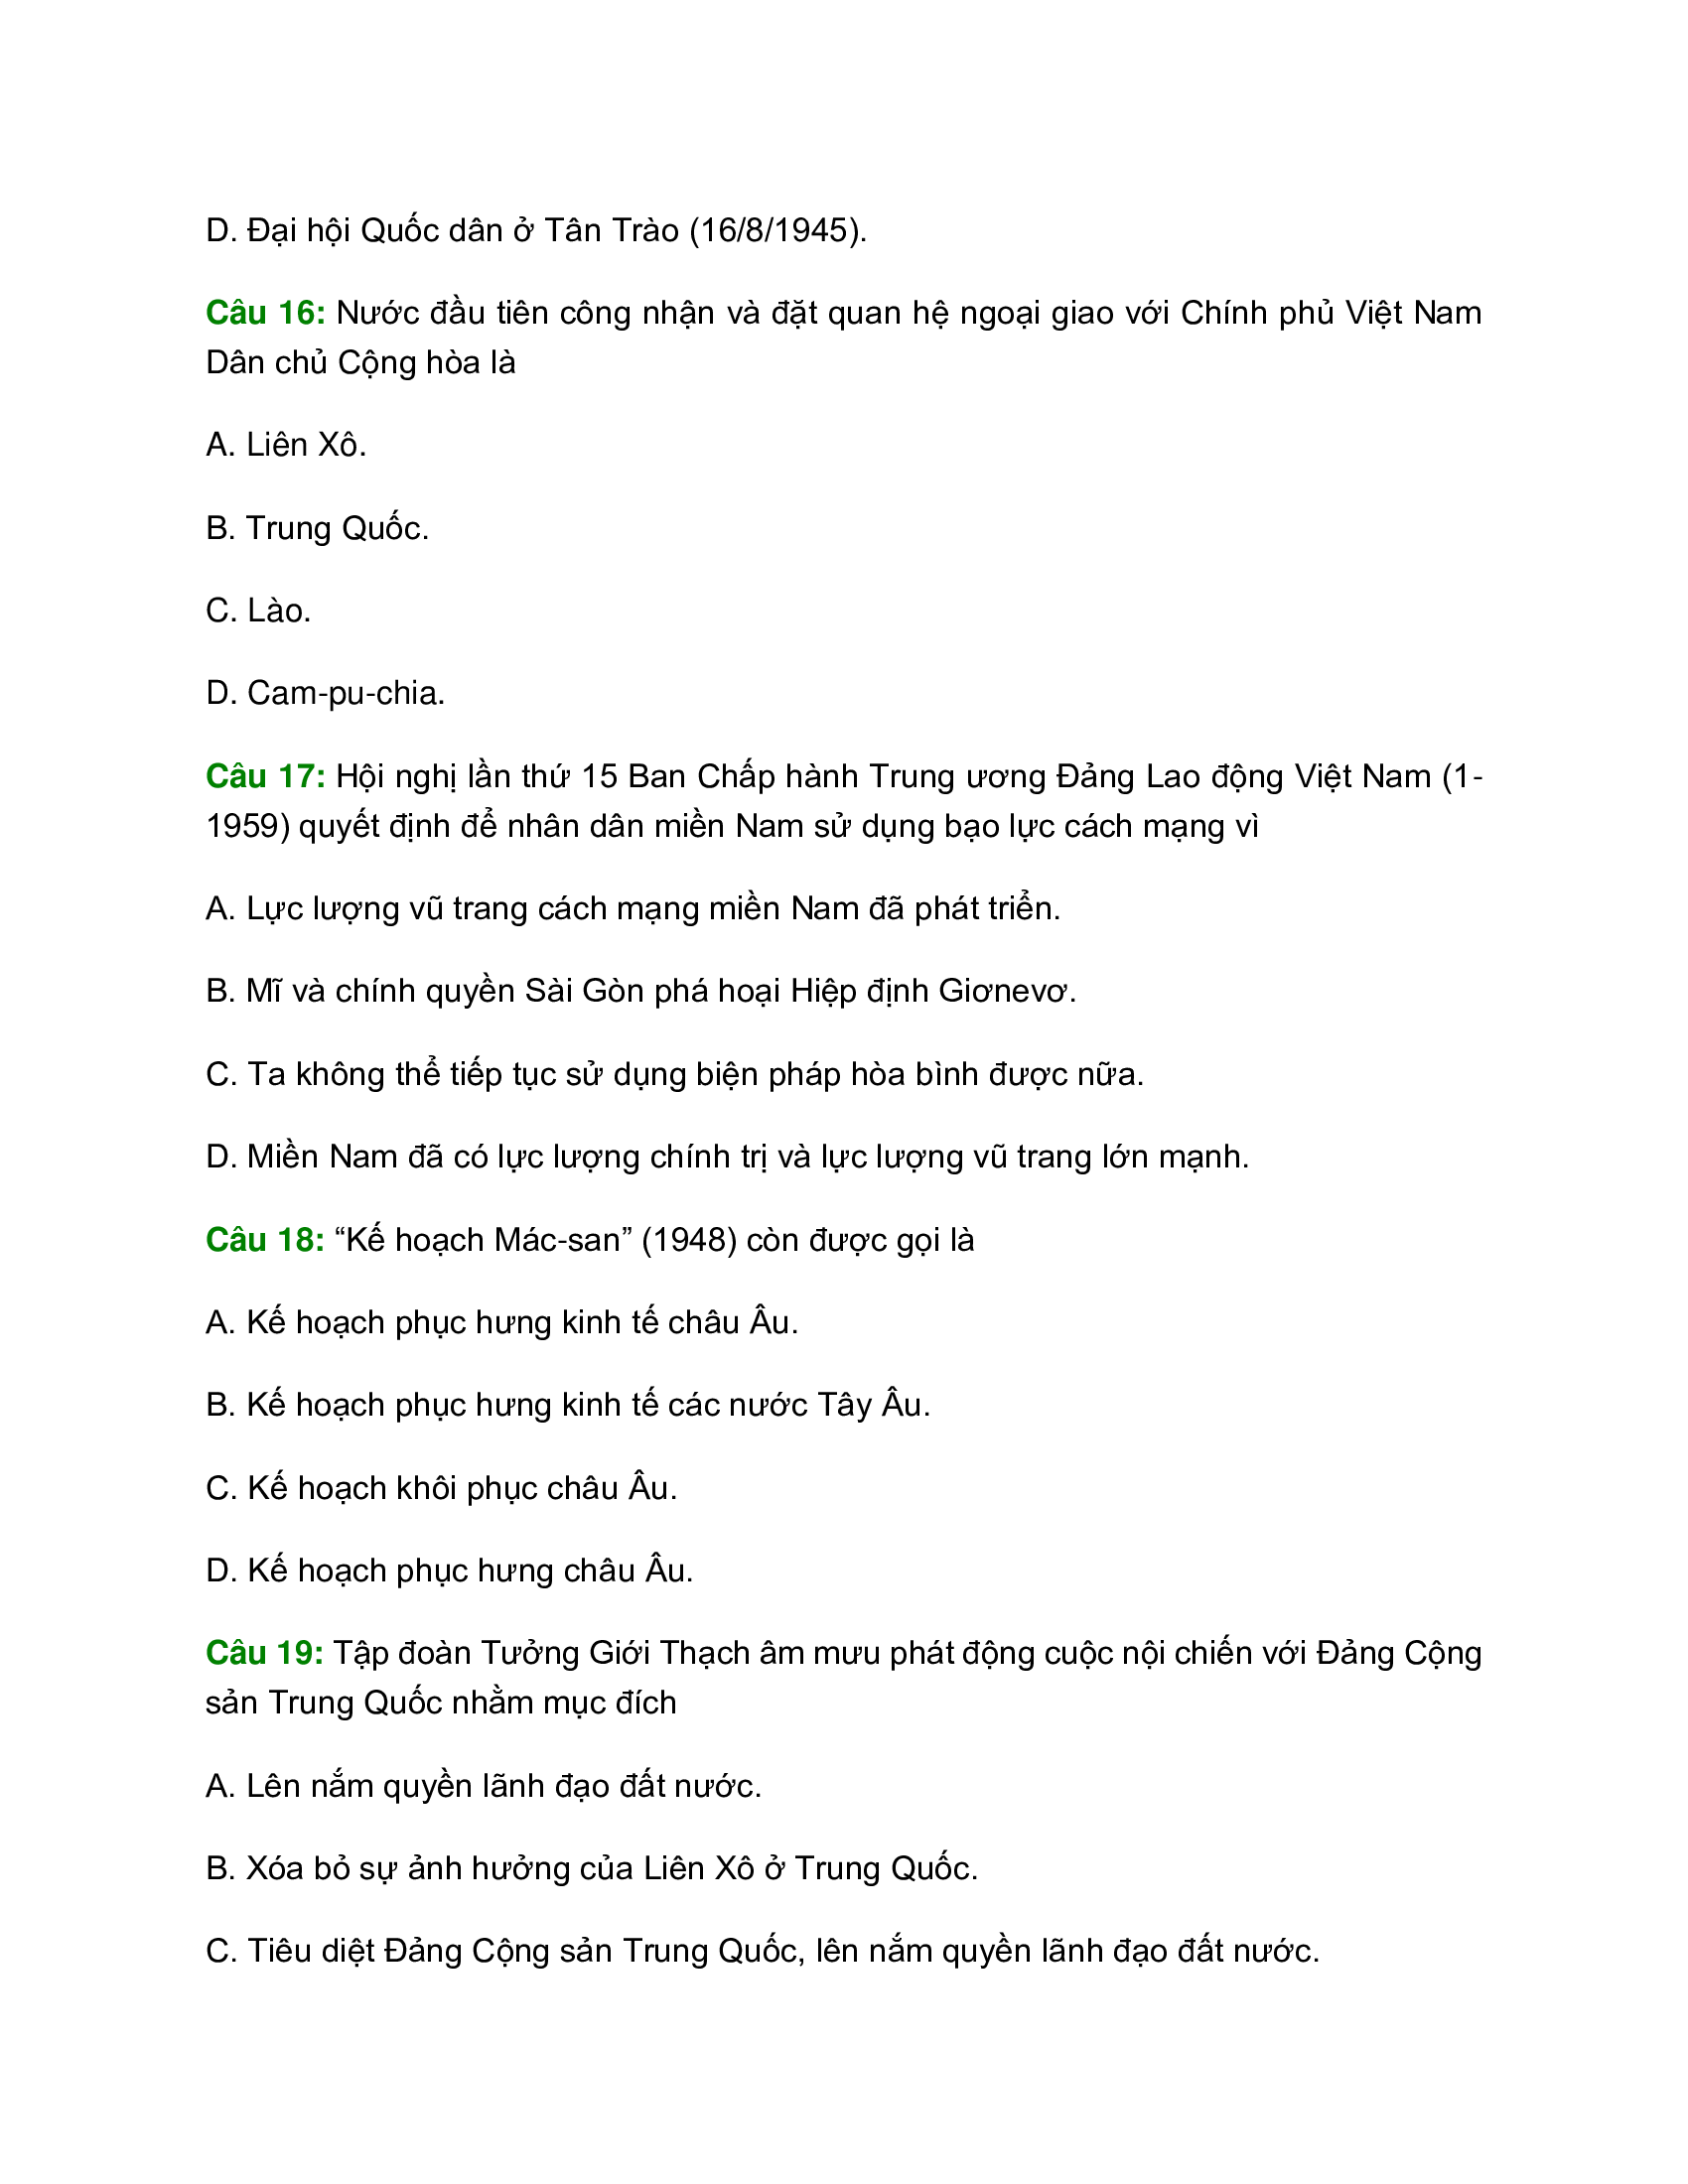 D. Đại hội Quốc dân ở Tân Trào (16/8/1945).
Câu 16: Nước đầu tiên công nhận và đặt quan hệ ngoại giao với Chính phủ Việt Nam
Dân chủ Cộng hòa là
A. Liên Xô.
B. Trung Quốc.
C. Lào.
D. Cam-pu-chia.
Câu 17: Hội nghị lần thứ 15 Ban Chấp hành Trung ương Đảng Lao động Việt Nam (1-
1959) quyết định để nhân dân miền Nam sử dụng bạo lực cách mạng vì
A. Lực lượng vũ trang cách mạng miền Nam đã phát triển.
B. Mĩ và chính quyền Sài Gòn phá hoại Hiệp định Giơnevơ.
C. Ta không thể tiếp tục sử dụng biện pháp hòa bình được nữa.
D. Miền Nam đã có lực lượng chính trị và lực lượng vũ trang lớn mạnh.
Câu 18: “Kế hoạch Mác-san” (1948) còn được gọi là
A. Kế hoạch phục hưng kinh tế châu Âu.
B. Kế hoạch phục hưng kinh tế các nước Tây Âu.
C. Kế hoạch khôi phục châu Âu.
D. Kế hoạch phục hưng châu Âu.
Câu 19: Tập đoàn Tưởng Giới Thạch âm mưu phát động cuộc nội chiến với Đảng Cộng
sản Trung Quốc nhằm mục đích
A. Lên nắm quyền lãnh đạo đất nước.
B. Xóa bỏ sự ảnh hưởng của Liên Xô ở Trung Quốc.
C. Tiêu diệt Đảng Cộng sản Trung Quốc, lên nắm quyền lãnh đạo đất nước.